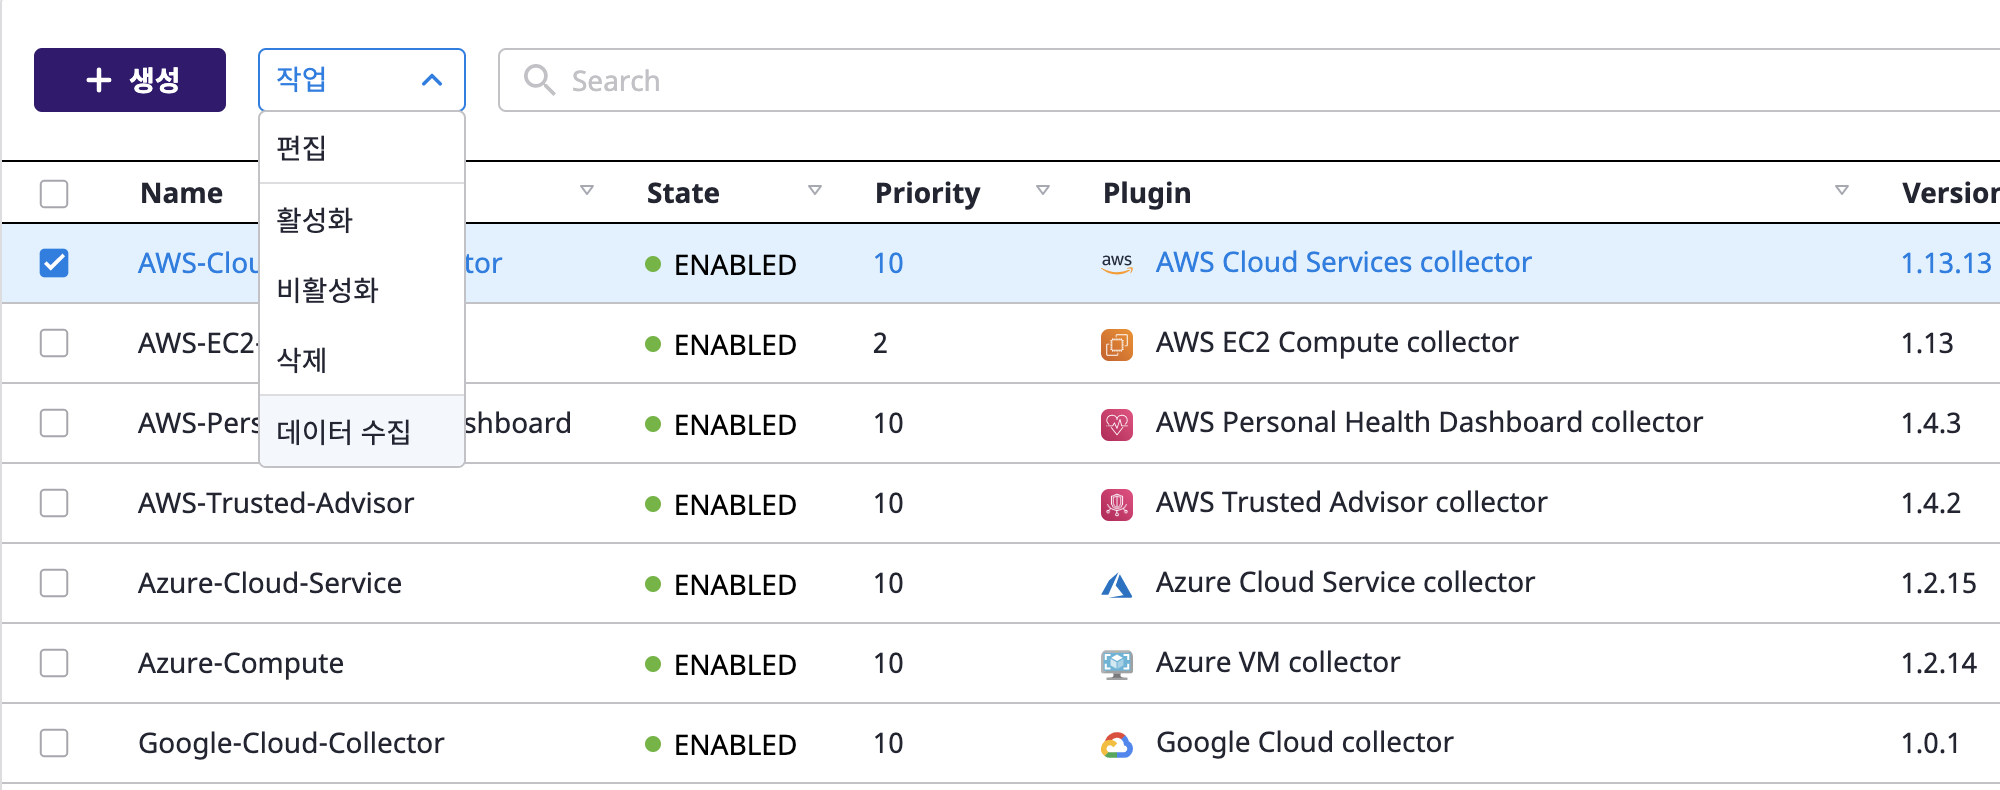 + 생성 작업 Search
편집
Name State Priority Plugin Version
활성화
AWS-Clou tor ENABLED 10 aws AWS Cloud Services collector 1.13.13
비활성화
AWS-EC2- ENABLED 2 AWS EC2 Compute collector 1.13
삭제
AWS-Pers shboard ENABLED 10 AWS Personal Health Dashboard collector 1.4.3
데이터 수집
AWS-Trusted-Advisor ENABLED 10 AWS Trusted Advisor collector 1.4.2
Azure-Cloud-Service ENABLED 10 Azure Cloud Service collector 1.2.15
Azure-Compute ENABLED 10 Azure VM collector 1.2.14
Google-Cloud-Collector ENABLED 10 Google Cloud collector 1.0.1